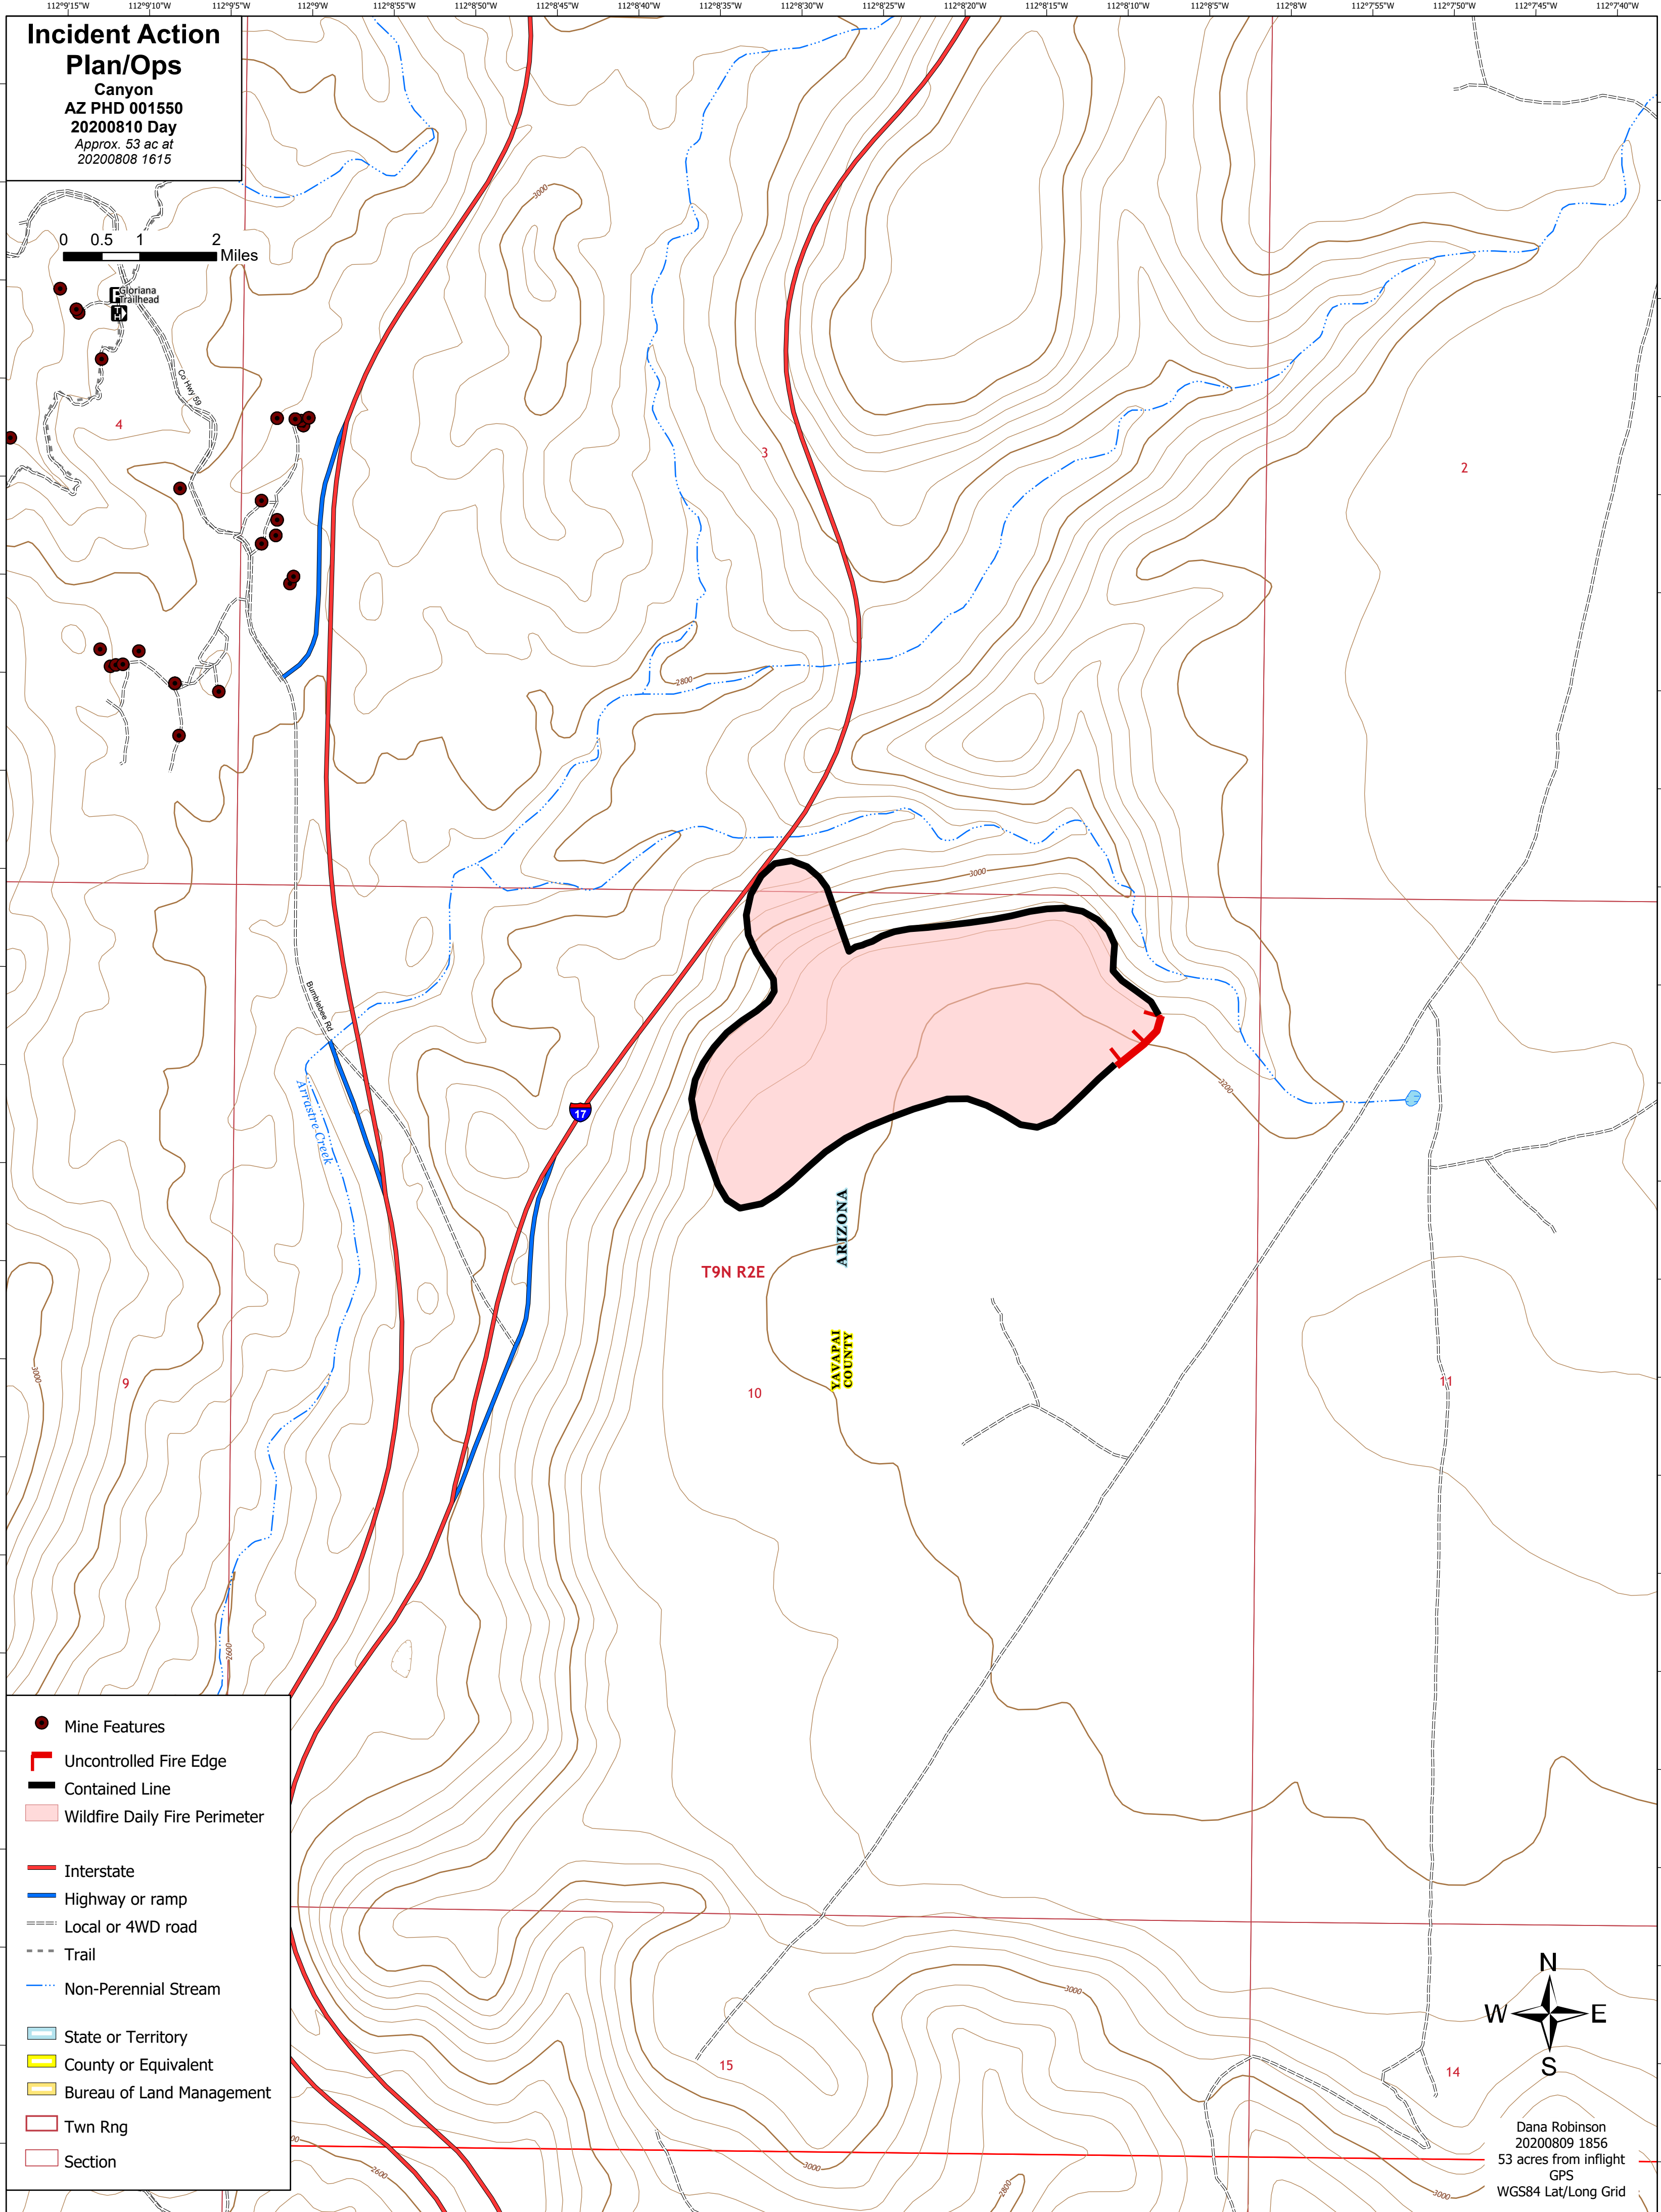 112°9'15"
112°9'10"
112°9'5"
112°9'
112°8'55"
112°8'50"
112°8'45"
112°8'40"
112°8'35"
112°8'30"
112°8'25"
112°8'20"
112°8'15"
112°8'10"
112°8'5"
112°8'
112°7'55"
112°7'50"
112°7'45"
112°7'40"
Incident Action
Plan/Ops
Canyon
AZ PHD 001550
20200810 Day
Approx. 53 ac at
20200808 1615
0 0.5 1 2
Miles
3000
Gloriana
Trailhead
T
H
Co Hwy 59
4
3
2
2800
3000
Bumblebee Rd
Arrastre Creek
17
3200
ARIZONA
T9N R2E
YAVAPAI
COUNTY
3000
9
10
11
2600
Mine Features
Uncontrolled Fire Edge
Contained Line
Wildfire Daily Fire Perimeter
Interstate
Highway or ramp
Local or 4WD road
Trail
Non-Perennial Stream
State or Territory
County or Equivalent
Bureau of Land Management
Twn Rng
Section
3000
15
14
N
W E
S
2600
3000
2800
3000
Dana Robinson
20200809 1856
53 acres from inflight
GPS
WGS84 Lat/Long Grid